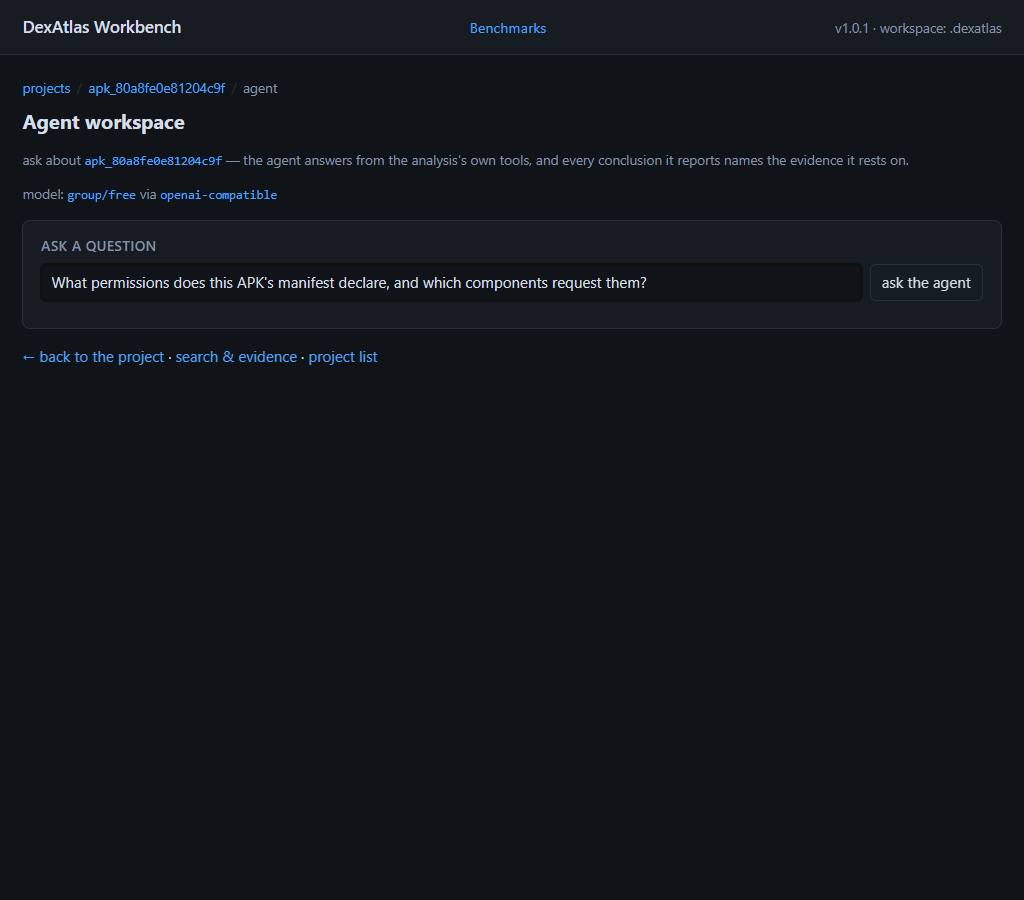 DexAtlas Workbench
Benchmarks
v1.0.1 · workspace: .dexatlas
projects / apk_80a8fe0e81204c9f / agent
Agent workspace
ask about apk_80a8fe0e81204c9f — the agent answers from the analysis's own tools, and every conclusion it reports names the evidence it rests on.
model: group/free via openai-compatible
ASK A QUESTION
What permissions does this APK's manifest declare, and which components request them?
ask the agent
← back to the project · search & evidence · project list